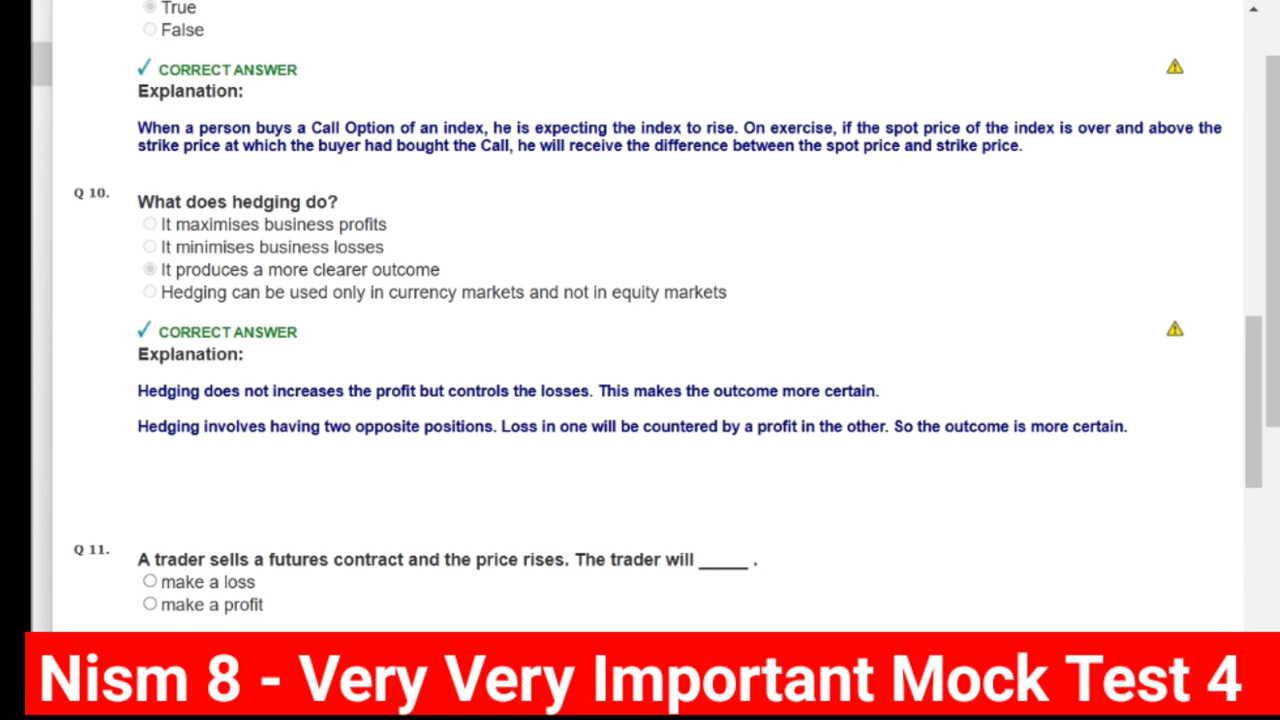 True
False
✓ CORRECT ANSWER
Explanation:
When a person buys a Call Option of an index, he is expecting the index to rise. On exercise, if the spot price of the index is over and above the
strike price at which the buyer had bought the Call, he will receive the difference between the spot price and strike price.
Q 10. What does hedging do?
It maximises business profits
It minimises business losses
It produces a more clearer outcome
Hedging can be used only in currency markets and not in equity markets
✓ CORRECT ANSWER
Explanation:
Hedging does not increases the profit but controls the losses. This makes the outcome more certain.
Hedging involves having two opposite positions. Loss in one will be countered by a profit in the other. So the outcome is more certain.
Q 11. A trader sells a futures contract and the price rises. The trader will _____ .
make a loss
make a profit
Nism 8 - Very Very Important Mock Test 4